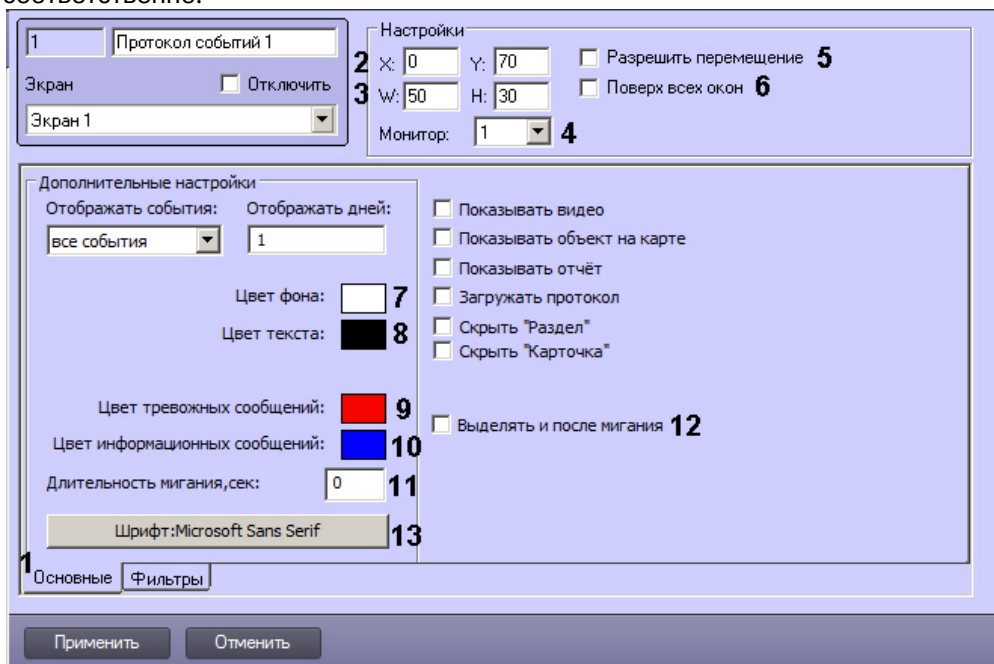 соответственно.
1 Протокол событий 1
Экран Отключить
Экран 1
Настройки
2 X: 0 Y: 70 Разрешить перемещение 5
3 W: 50 H: 30 Поверх всех окон 6
Монитор: 1 4
Дополнительные настройки
Отображать события: Отображать дней:
все события 1
Цвет фона: 7
Цвет текста: 8
Цвет тревожных сообщений: 9
Цвет информационных сообщений: 10
Длительность мигания,сек: 0 11
Шрифт:Microsoft Sans Serif 13
Показывать видео
Показывать объект на карте
Показывать отчёт
Загружать протокол
Скрыть "Раздел"
Скрыть "Карточка"
Выделять и после мигания 12
1 Основные Фильтры
Применить Отменить